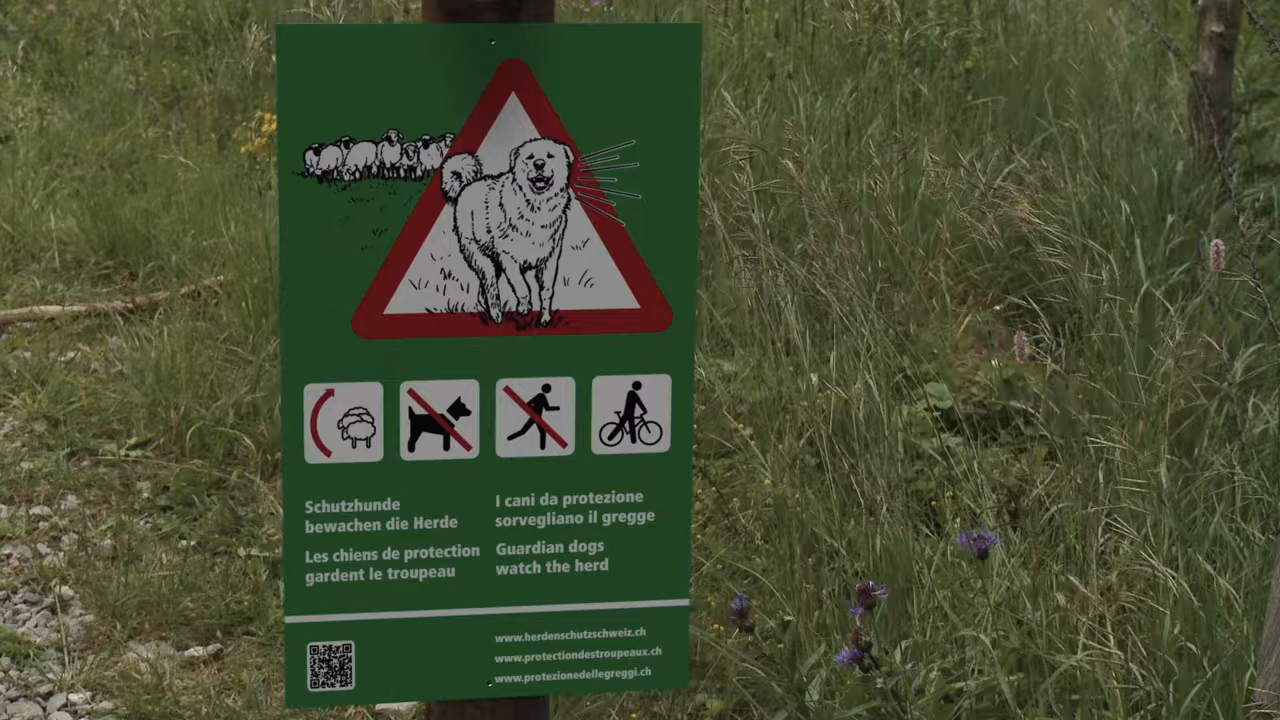 Schutzhunde
bewachen die Herde
Les chiens de protection
gardent le troupeau
I cani da protezione
sorvegliano il gregge
Guardian dogs
watch the herd
www.herdenschutzschweiz.ch
www.protectiondestroupeaux.ch
www.protezionedellegreggi.ch